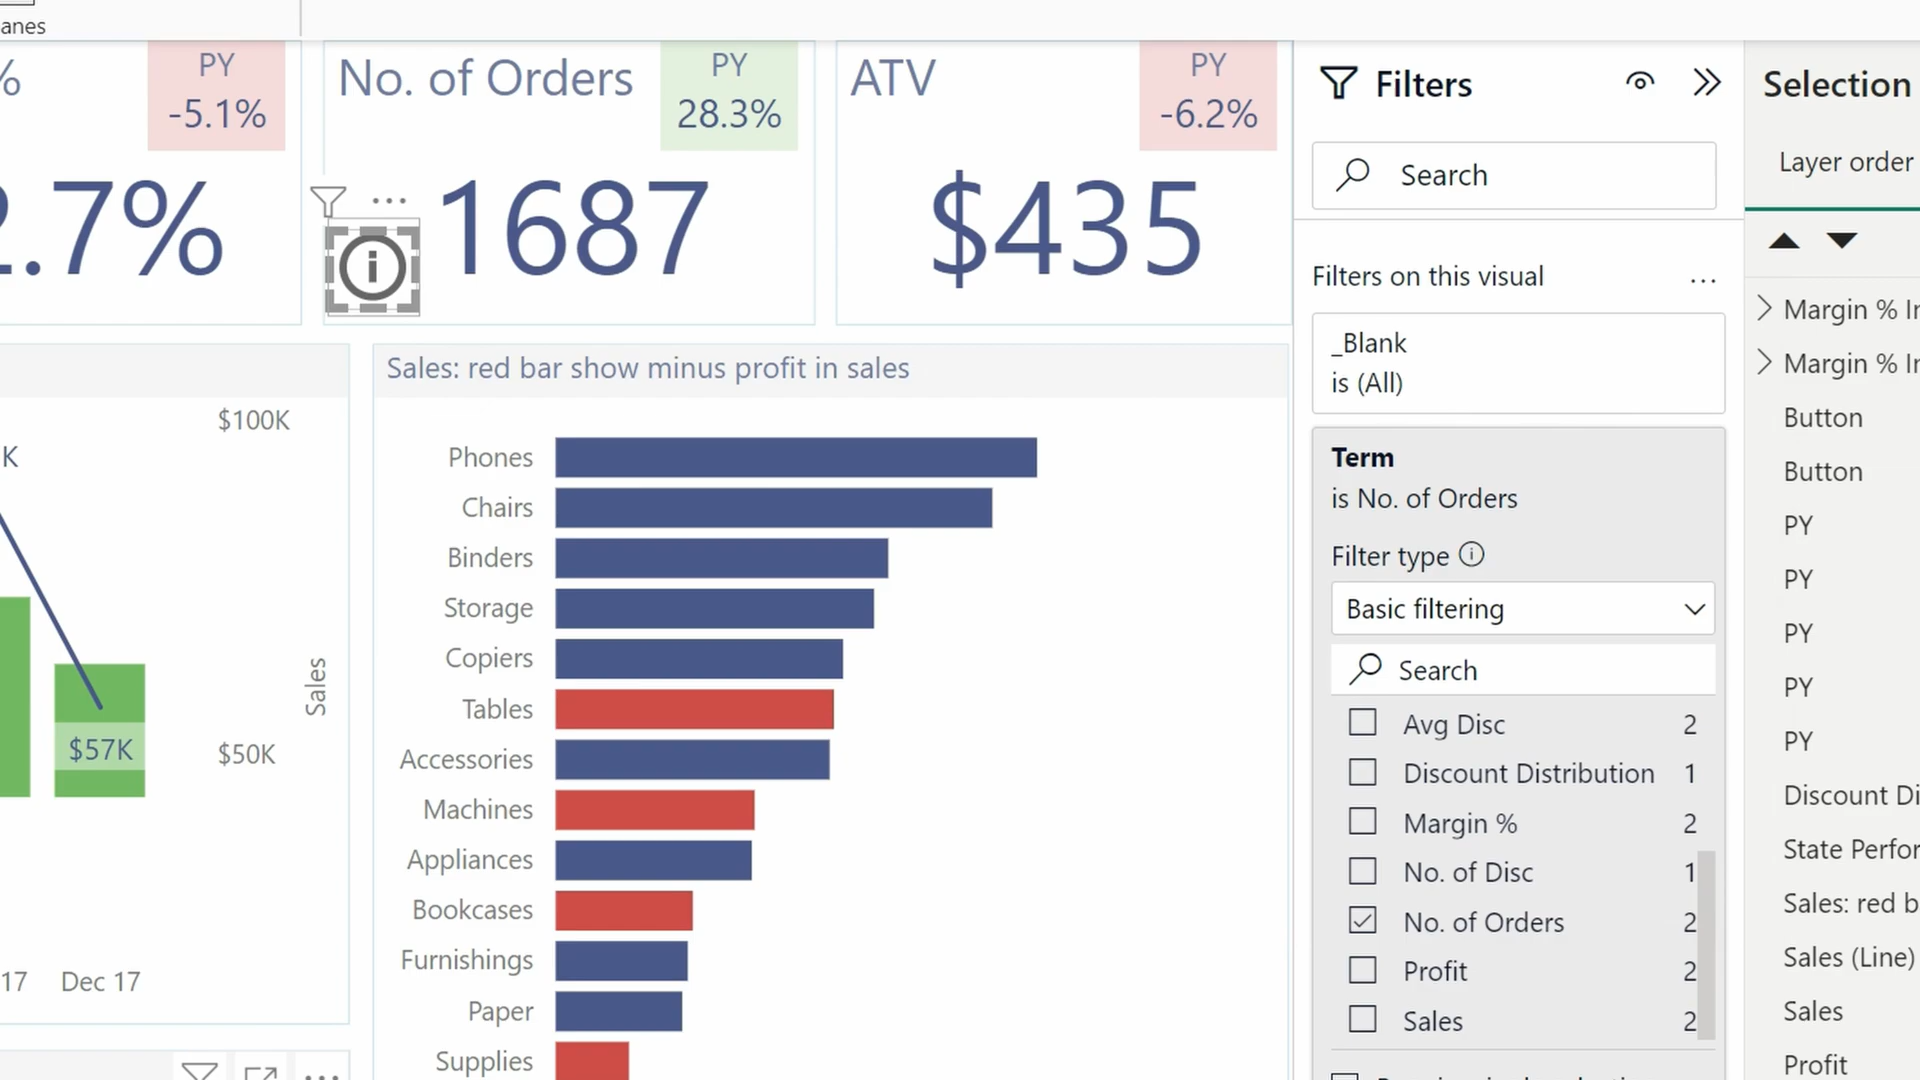 anes
%
PY
-5.1%
2.7%
No. of Orders
PY
28.3%
1687
ATV
PY
-6.2%
$435
$100K
K
$57K
$50K
Sales
17
Dec 17
Sales: red bar show minus profit in sales
Phones
Chairs
Binders
Storage
Copiers
Tables
Accessories
Machines
Appliances
Bookcases
Furnishings
Paper
Supplies
Filters
Search
Filters on this visual
...
_Blank
is (All)
Term
is No. of Orders
Filter type
Basic filtering
Search
Avg Disc 2
Discount Distribution 1
Margin % 2
No. of Disc 1
No. of Orders 2
Profit 2
Sales 2
Selection
Layer order
Margin % I
Margin % I
Button
Button
PY
PY
PY
PY
PY
Discount Di
State Perfor
Sales: red b
Sales (Line)
Sales
Profit